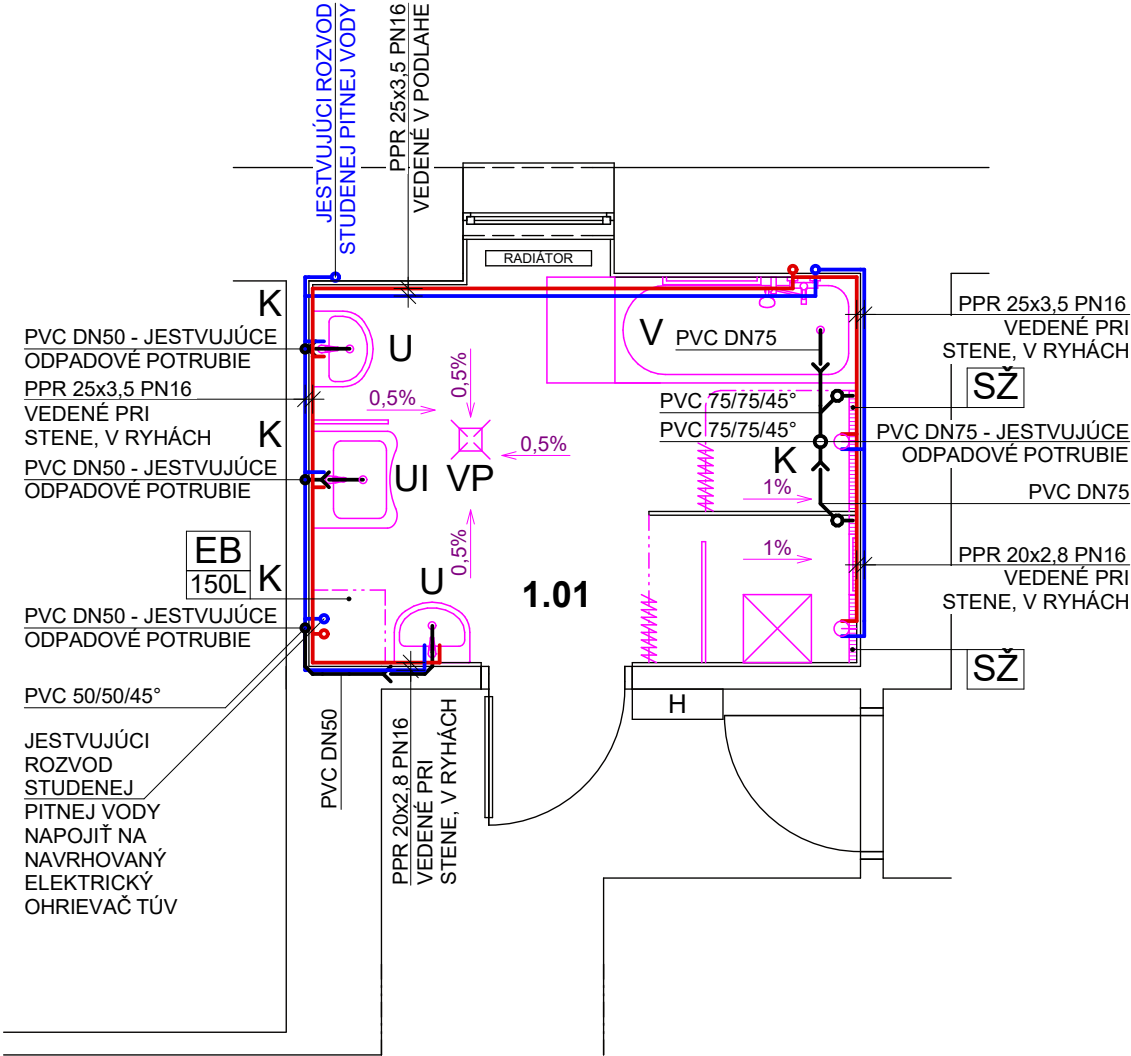 JESTVUJÚCI ROZVOD
STUDENEJ PITNEJ VODY
PPR 25x3,5 PN16
VEDENÉ V PODLAHE
RADIÁTOR
K
PVC DN50 - JESTVUJÚCE
ODPADOVÉ POTRUBIE
PPR 25x3,5 PN16
VEDENÉ PRI
STENE, V RYHÁCH
K
PVC DN50 - JESTVUJÚCE
ODPADOVÉ POTRUBIE
EB
150L
K
PVC DN50 - JESTVUJÚCE
ODPADOVÉ POTRUBIE
PVC 50/50/45°
JESTVUJÚCI
ROZVOD
STUDENEJ
PITNEJ VODY
NAPOJIŤ NA
NAVRHOVANÝ
ELEKTRICKÝ
OHRIEVAČ TÚV
U
0,5%
0,5%
0,5%
UI
VP
0,5%
U
1.01
V
PVC DN75
PVC 75/75/45°
PVC 75/75/45°
K
1%
1%
PPR 25x3,5 PN16
VEDENÉ PRI
STENE, V RYHÁCH
SŽ
PVC DN75 - JESTVUJÚCE
ODPADOVÉ POTRUBIE
PVC DN75
PPR 20x2,8 PN16
VEDENÉ PRI
STENE, V RYHÁCH
SŽ
H
PVC DN50
PPR 20x2,8 PN16
VEDENÉ PRI
STENE, V RYHÁCH